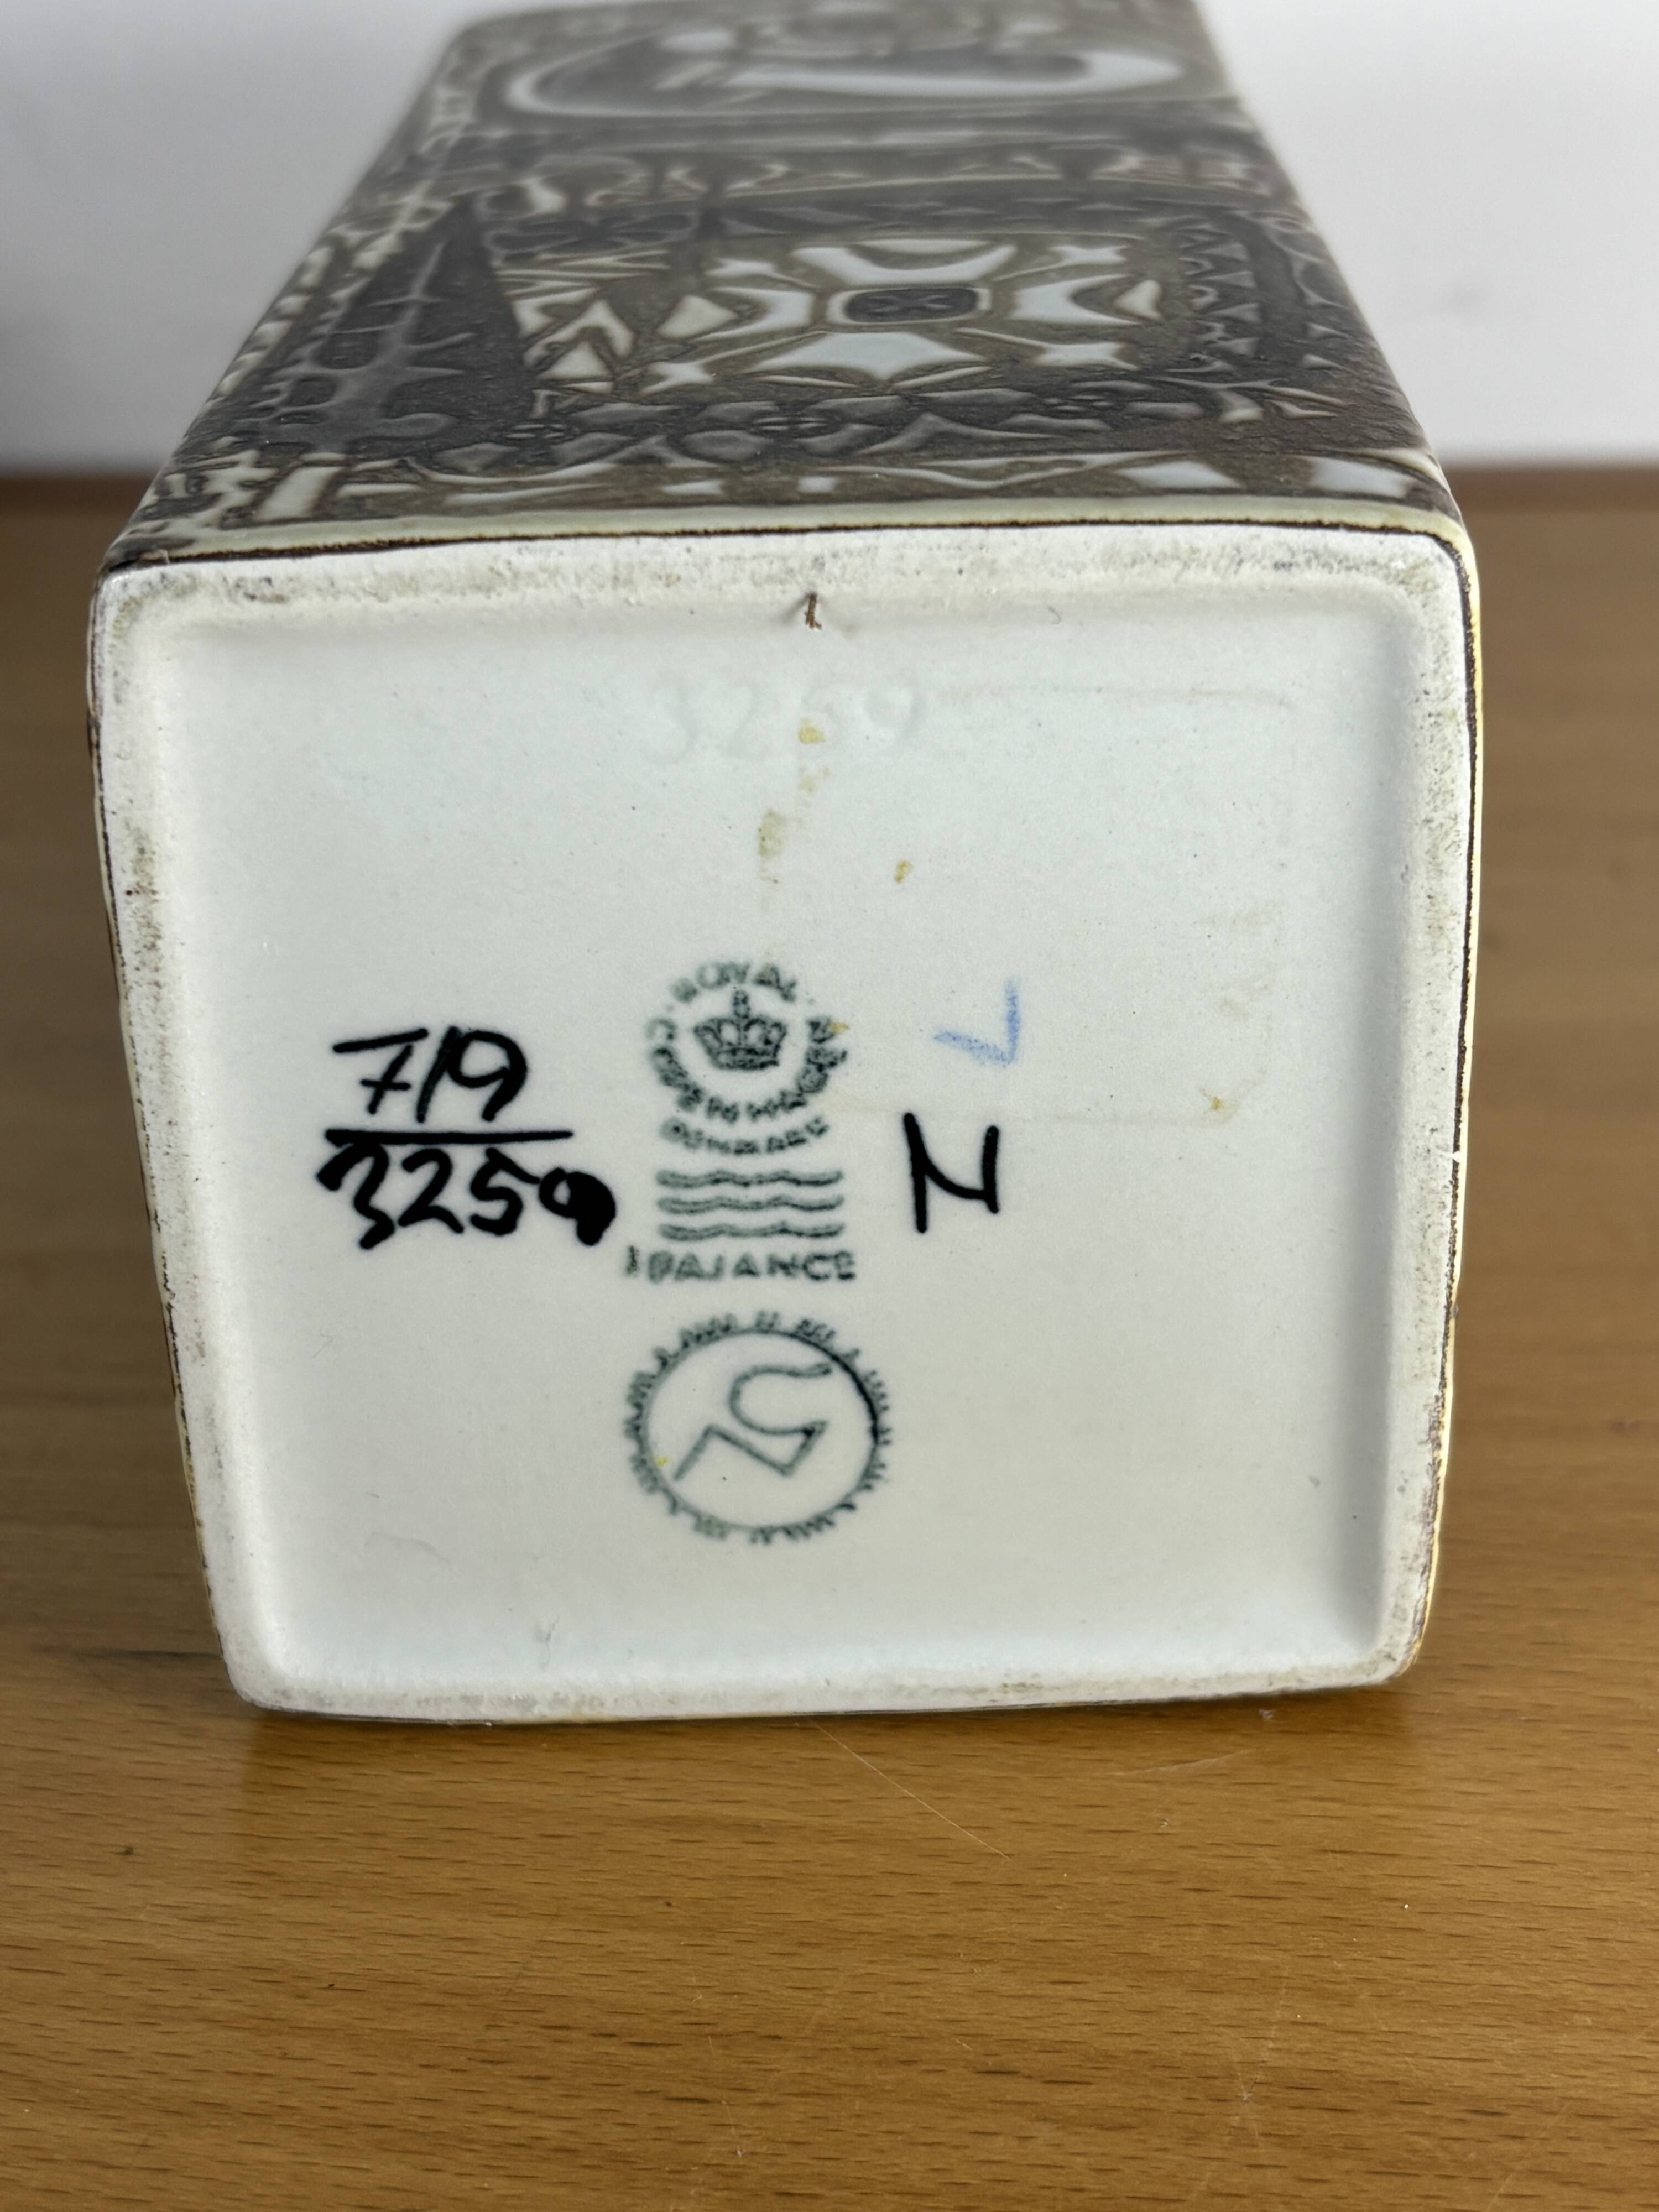 3259
ROYAL COPENHAGEN
DENMARK
FAJANCE
719
3259
L
N